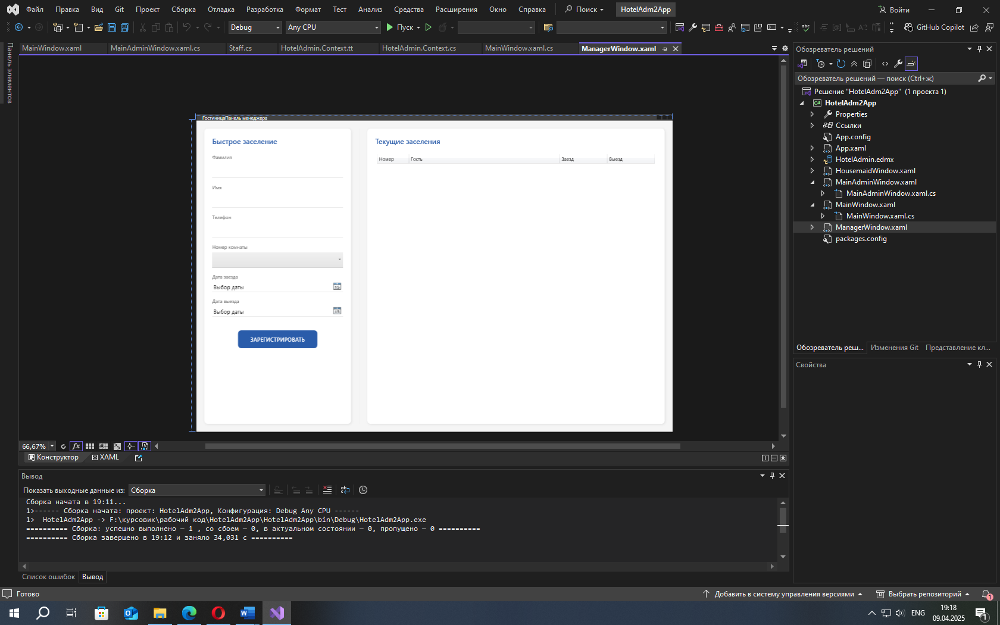 Файл Правка Вид Git Проект Сборка Отладка Разработка Формат Тест Анализ Средства Расширения Окно Справка Поиск HotelAdm2App Войти
Debug Any CPU Пуск GitHub Copilot
Панель элементов
MainWindow.xaml MainAdminWindow.xaml.cs Staff.cs HotelAdmin.Context.tt HotelAdmin.Context.cs MainWindow.xaml.cs ManagerWindow.xaml
ГостиницаПанель менеджера
Быстрое заселение
Фамилия
Имя
Телефон
Номер комнаты
Дата заезда
Выбор даты 15
Дата выезда
Выбор даты 15
ЗАРЕГИСТРИРОВАТЬ
Текущие заселения
Номер Гость Заезд Выезд
66,67%
Конструктор XAML
Вывод
Показать выходные данные из: Сборка
Сборка начата в 19:11...
1>------ Сборка начата: проект: HotelAdm2App, Конфигурация: Debug Any CPU ------
1>  HotelAdm2App -> F:\курсовик\рабочий код\HotelAdm2App\HotelAdm2App\bin\Debug\HotelAdm2App.exe
========== Сборка: успешно выполнено — 1 , со сбоем — 0, в актуальном состоянии — 0, пропущено — 0 ==========
========== Сборка завершено в 19:12 и заняло 34,031 с ==========
Список ошибок Вывод
Обозреватель решений
Обозреватель решений — поиск (Ctrl+ж)
Решение "HotelAdm2App" (1 проекта 1)
HotelAdm2App
Properties
Ссылки
App.config
App.xaml
HotelAdmin.edmx
HousemaidWindow.xaml
MainAdminWindow.xaml
MainAdminWindow.xaml.cs
MainWindow.xaml
MainWindow.xaml.cs
ManagerWindow.xaml
packages.config
Обозреватель реш... Изменения Git Представление кл...
Свойства
Готово Добавить в систему управления версиями Выбрать репозиторий 1
ENG 19:18 1
09.04.2025